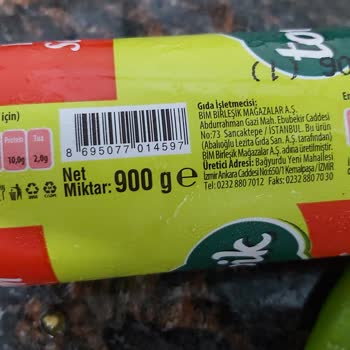 için)
Protein
Tuz
10,0g
2,0g
8 695077 014597
Net
Miktar: 900 g e
Gıda İşletmecisi:
BİM BİRLEŞİK MAĞAZALAR A.Ş.
Abdurrahman Gazi Mah. Ebubekir Caddesi
No:73 Sancaktepe / İSTANBUL. Bu ürün
(Abalıoğlu Lezita Gıda San. A.Ş. tarafından)
BİM Birleşik Mağazalar A.Ş. adına üretilmiştir.
Üretici Adresi: Bağyurdu Yeni Mahallesi
İzmir Ankara Caddesi No:650/1 Kemalpaşa / İZMİR
Tel: 0232 880 7012 Faks: 0232 880 70 30